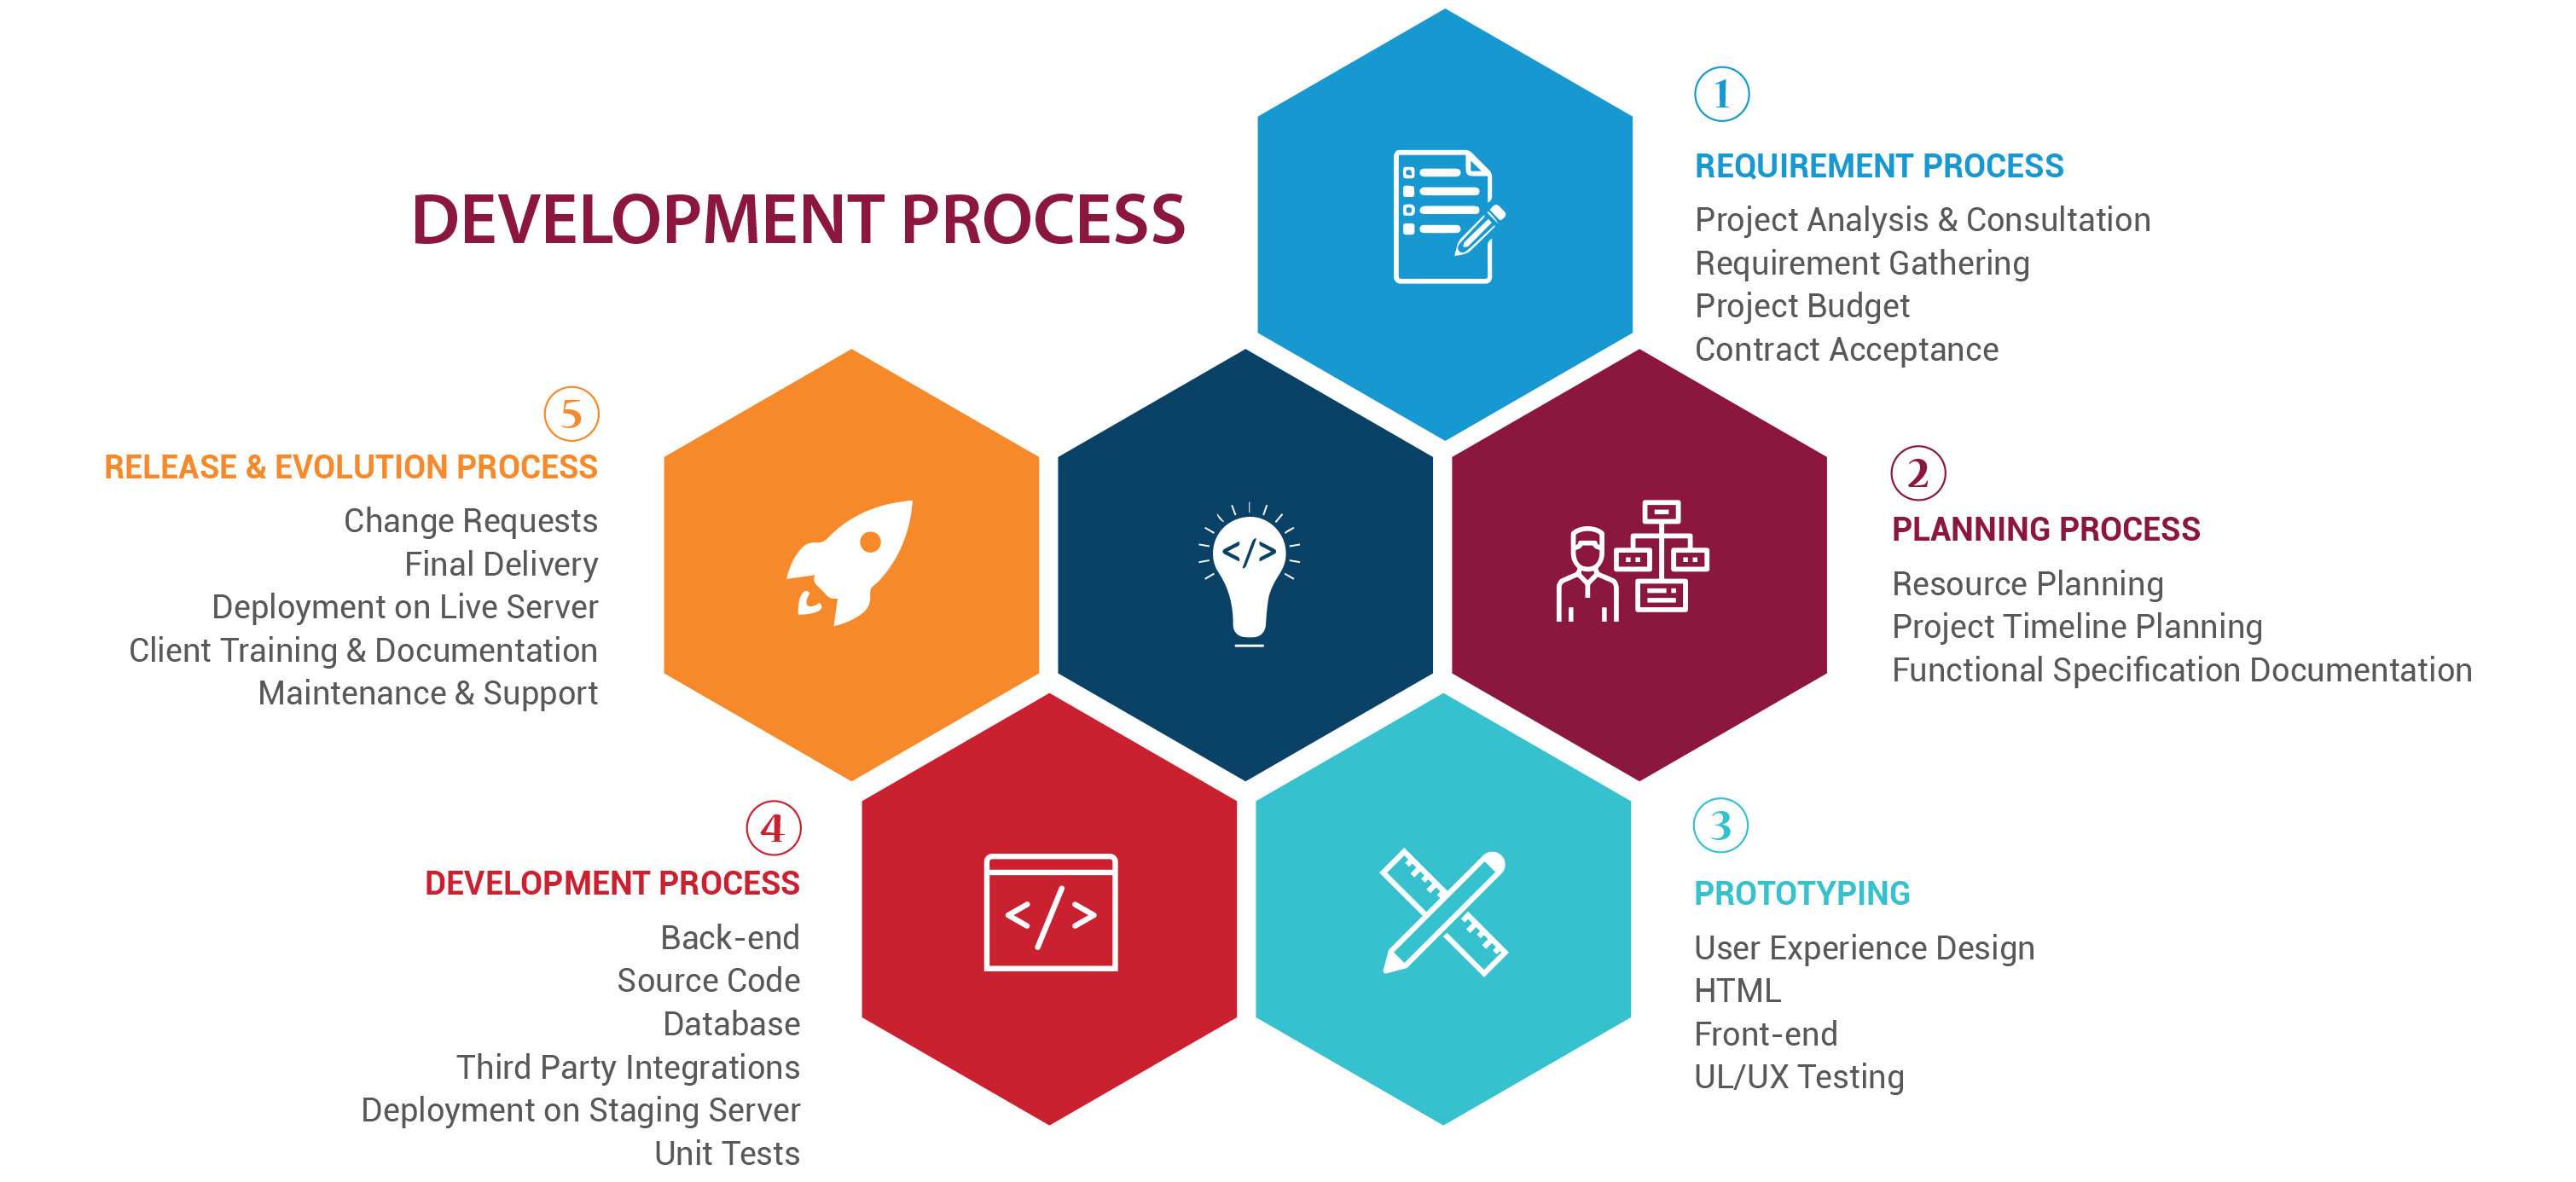 DEVELOPMENT PROCESS
1
REQUIREMENT PROCESS
Project Analysis & Consultation
Requirement Gathering
Project Budget
Contract Acceptance
2
PLANNING PROCESS
Resource Planning
Project Timeline Planning
Functional Specification Documentation
3
PROTOTYPING
User Experience Design
HTML
Front-end
UL/UX Testing
4
DEVELOPMENT PROCESS
Back-end
Source Code
Database
Third Party Integrations
Deployment on Staging Server
Unit Tests
5
RELEASE & EVOLUTION PROCESS
Change Requests
Final Delivery
Deployment on Live Server
Client Training & Documentation
Maintenance & Support
</>
</>